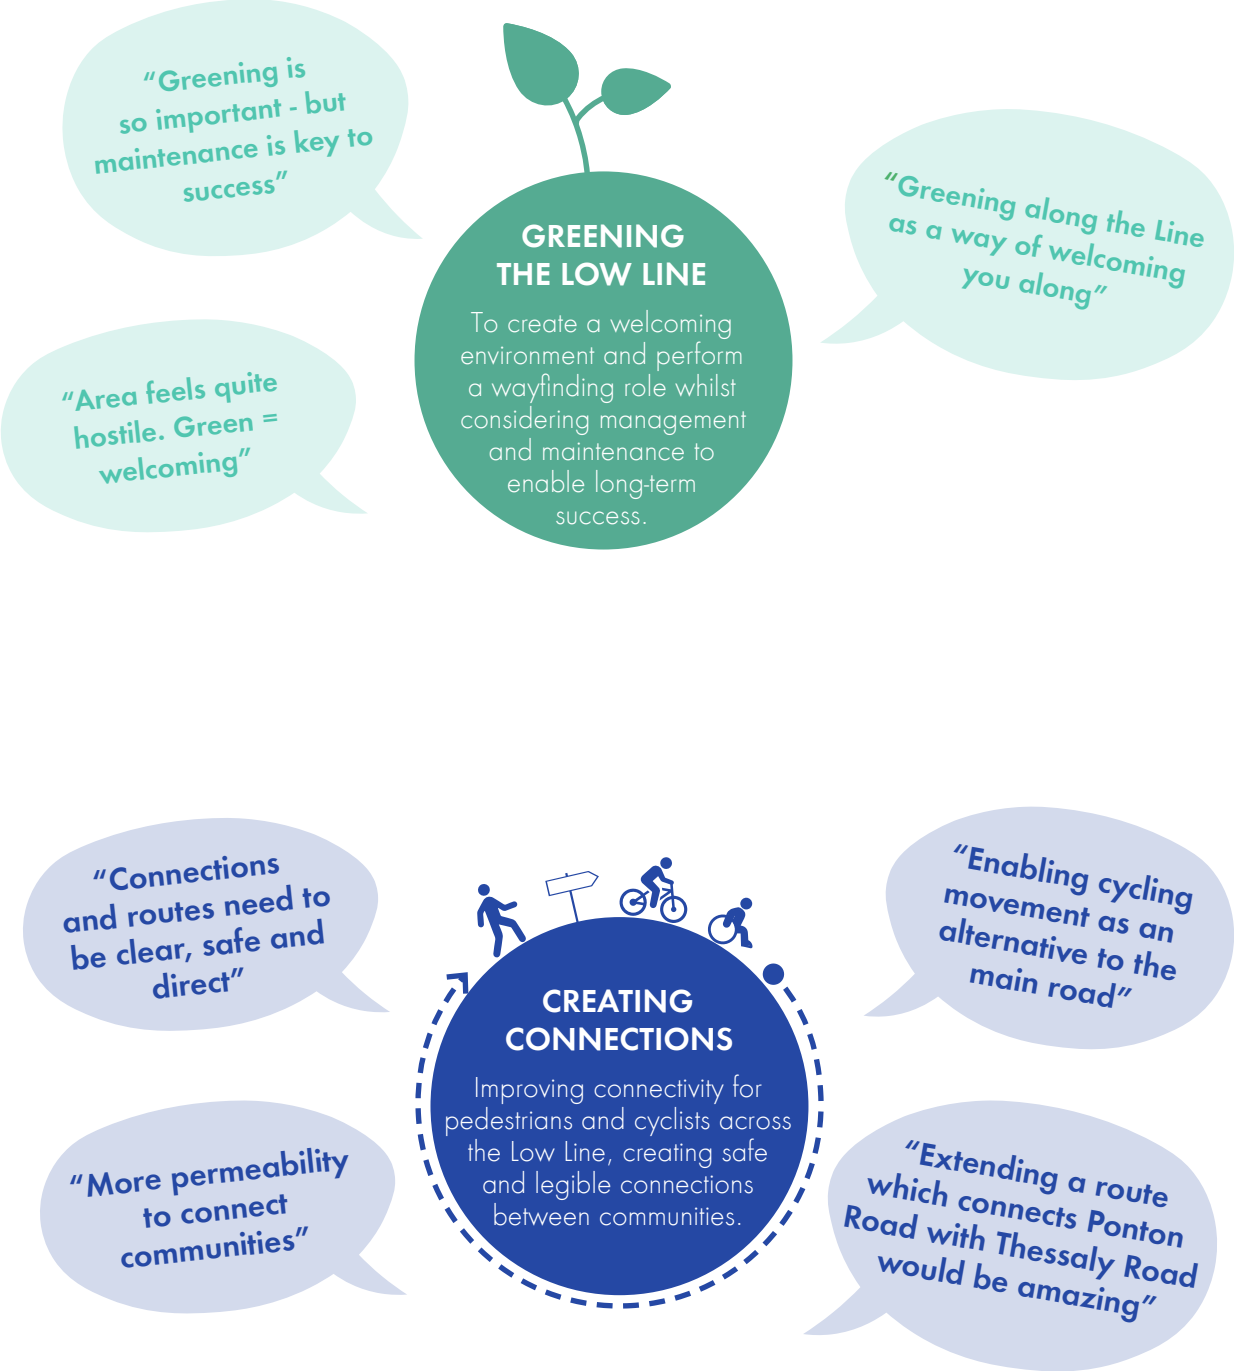 “Greening is
so important - but
maintenance is key to
success”
“Greening along the Line
as a way of welcoming
you along”
“Area feels quite
hostile. Green =
welcoming”
GREENING
THE LOW LINE
To create a welcoming
environment and perform
a wayfinding role whilst
considering management
and maintenance to
enable long-term
success.
“Connections
and routes need to
be clear, safe and
direct”
“Enabling cycling
movement as an
alternative to the
main road”
CREATING
CONNECTIONS
Improving connectivity for
pedestrians and cyclists across
the Low Line, creating safe
and legible connections
between communities.
“More permeability
to connect
communities”
“Extending a route
which connects Ponton
Road with Thessaly Road
would be amazing”